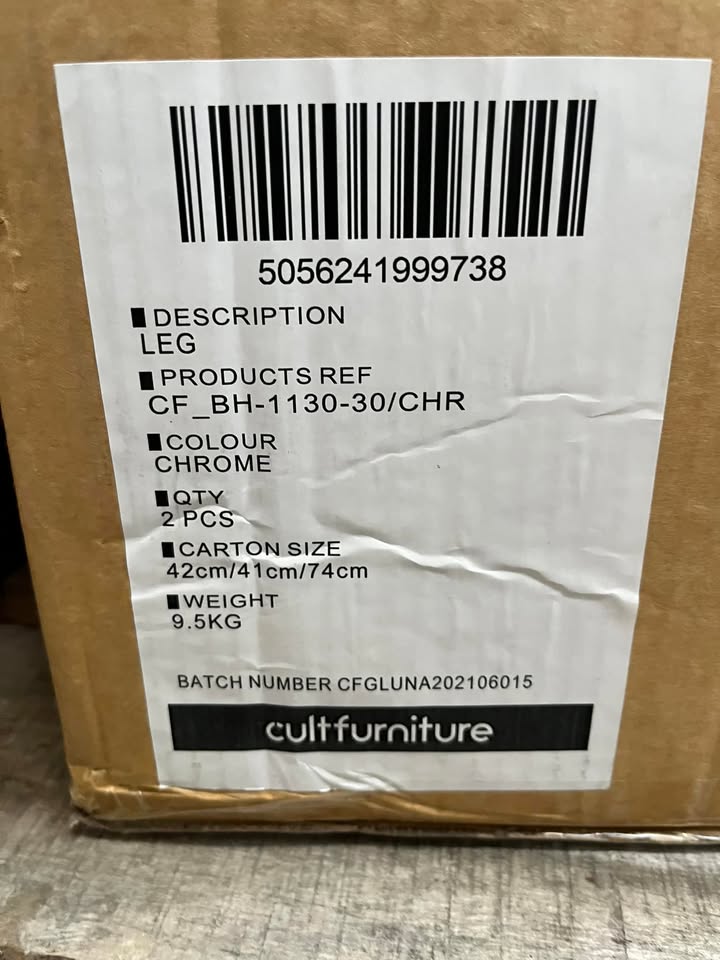 5056241999738
DESCRIPTION
LEG
PRODUCTS REF
CF_BH-1130-30/CHR
COLOUR
CHROME
QTY
2 PCS
CARTON SIZE
42cm/41cm/74cm
WEIGHT
9.5KG
BATCH NUMBER CFGLUNA202106015
cultfurniture